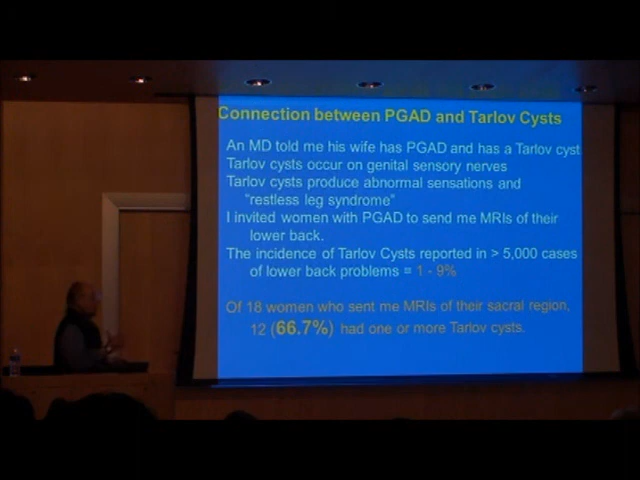 Connection between PGAD and Tarlov Cysts
An MD told me his wife has PGAD and has a Tarlov cyst
Tarlov cysts occur on genital sensory nerves
Tarlov cysts produce abnormal sensations and
“restless leg syndrome”
I invited women with PGAD to send me MRIs of their
lower back.
The incidence of Tarlov Cysts reported in > 5,000 cases
of lower back problems = 1 - 9%
Of 18 women who sent me MRIs of their sacral region,
12 (66.7%) had one or more Tarlov cysts.